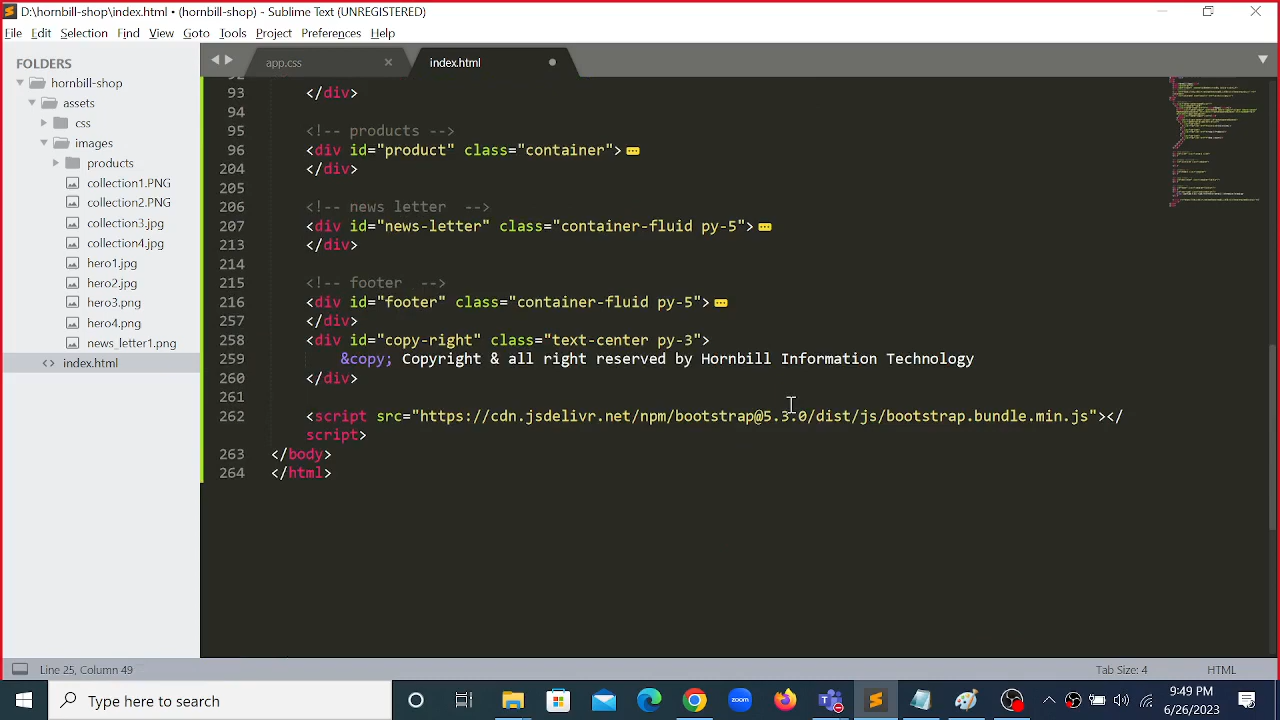 D:\hornbill-shop\index.html • (hornbill-shop) - Sublime Text (UNREGISTERED)
File Edit Selection Find View Goto Tools Project Preferences Help
FOLDERS
hornbill-shop
assets
css
images
products
collection1.PNG
collection2.PNG
collection3.jpg
collection4.jpg
hero1.jpg
hero2.jpg
hero3.png
hero4.png
news_letter1.png
<> index.html
app.css
index.html
92
93 </div>
94
95 <!-- products -->
96 <div id="product" class="container">
204 </div>
205
206 <!-- news letter -->
207 <div id="news-letter" class="container-fluid py-5">
213 </div>
214
215 <!-- footer -->
216 <div id="footer" class="container-fluid py-5">
257 </div>
258 <div id="copy-right" class="text-center py-3">
259 &copy; Copyright & all right reserved by Hornbill Information Technology
260 </div>
261
262 <script src="https://cdn.jsdelivr.net/npm/bootstrap@5.3.0/dist/js/bootstrap.bundle.min.js"></
script>
263 </body>
264 </html>
Line 25, Column 49
Tab Size: 4
HTML
Type here to search
zoom
9:49 PM
6/26/2023